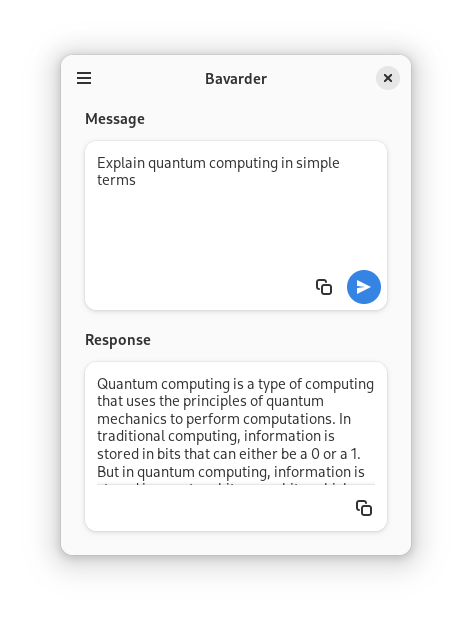 Bavarder
Message
Explain quantum computing in simple
terms
Response
Quantum computing is a type of computing
that uses the principles of quantum
mechanics to perform computations. In
traditional computing, information is
stored in bits that can either be a 0 or a 1.
But in quantum computing, information is